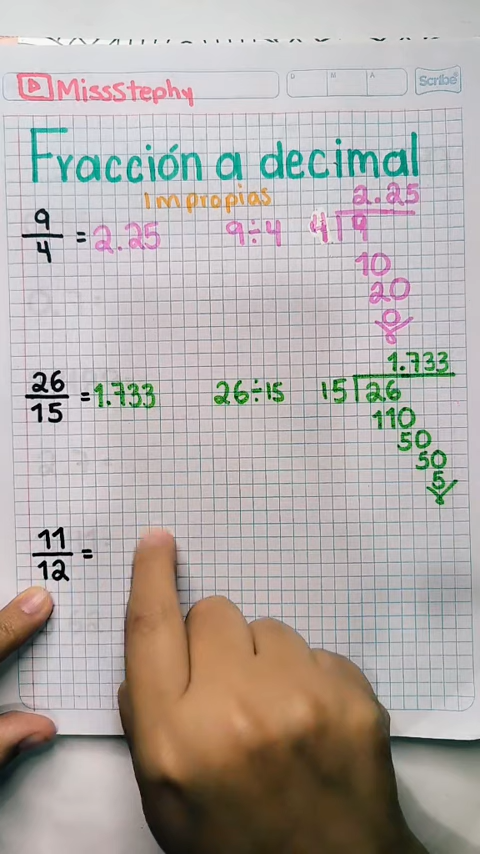 MissStephy
D M A
Scribe
Fracción a decimal
Impropias
9/4 = 2.25 9÷4 4 9 2.25
10
20
0
26/15 = 1.733 26÷15 15 26 1.733
110
50
50
5
11/12 =